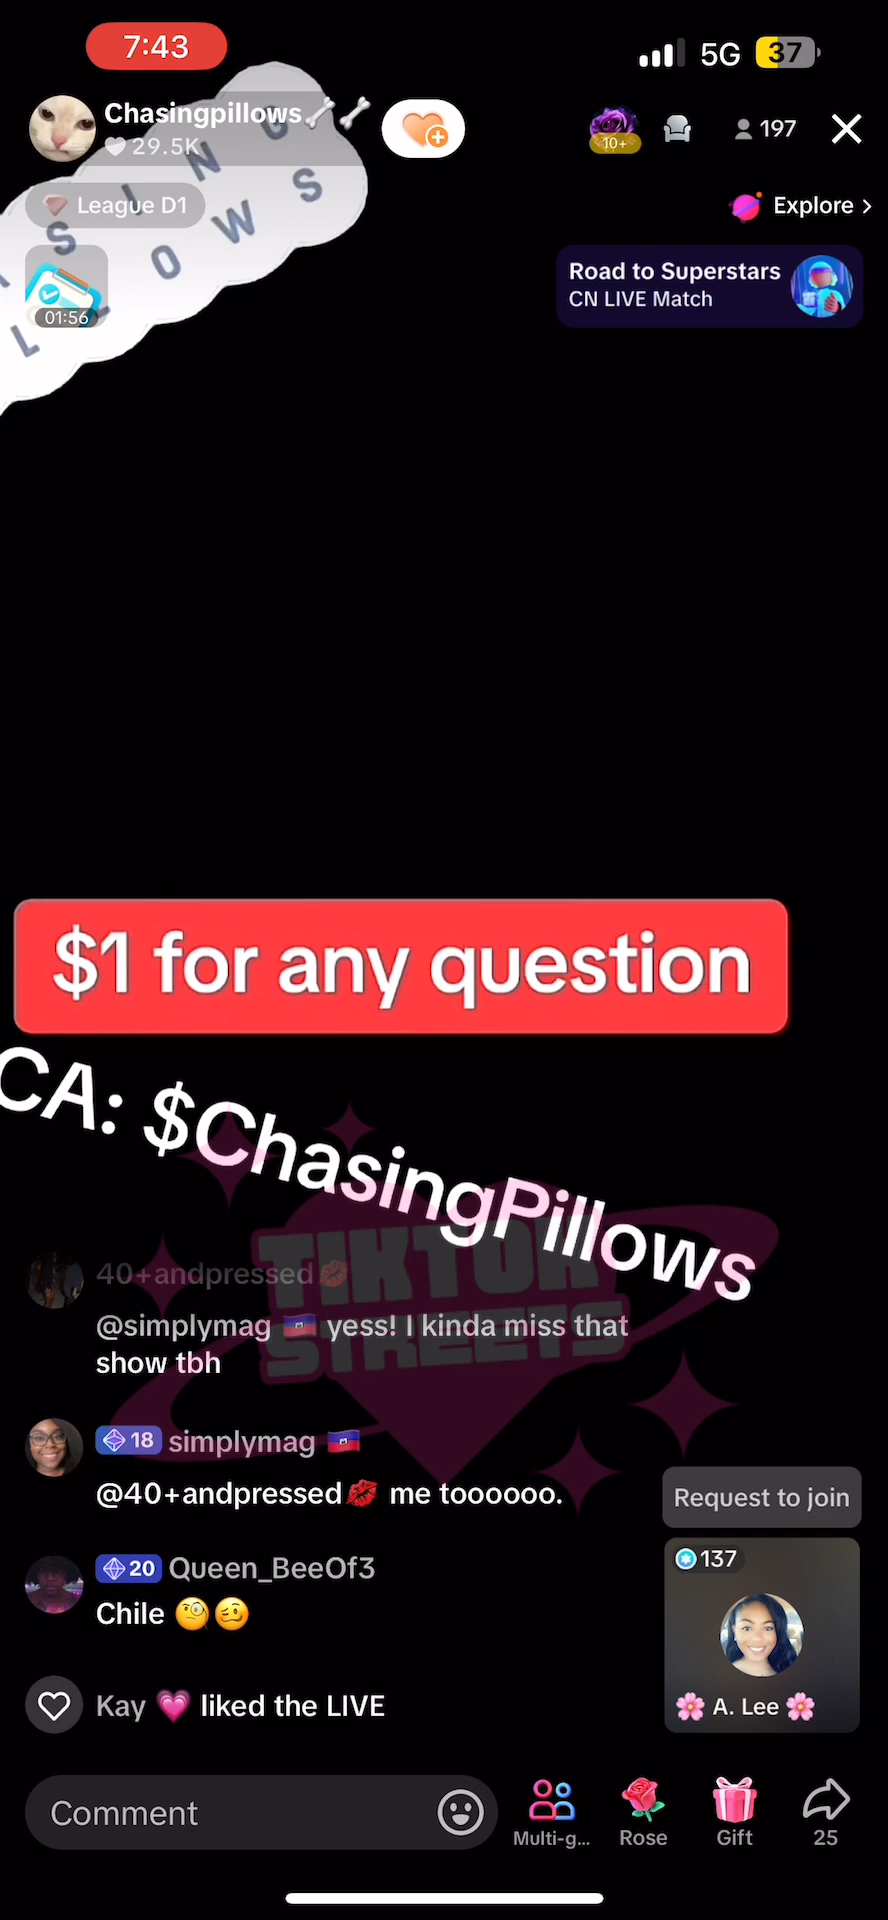 7:43
5G 37
Chasingpillows
29.5K
10+
197
League D1
Explore >
A S I N G
L L O W S
01:56
Road to Superstars
CN LIVE Match
$1 for any question
CA: $ChasingPillows
TIKTOK
STREETS
40+andpressed💋
@simplymag 🇭🇹 yess! I kinda miss that
show tbh
18 simplymag 🇭🇹
@40+andpressed💋 me toooooo.
20 Queen_BeeOf3
Chile 🧐🥴
Kay 💗 liked the LIVE
Request to join
137
🌸 A. Lee 🌸
Comment
Multi-g...
Rose
Gift
25